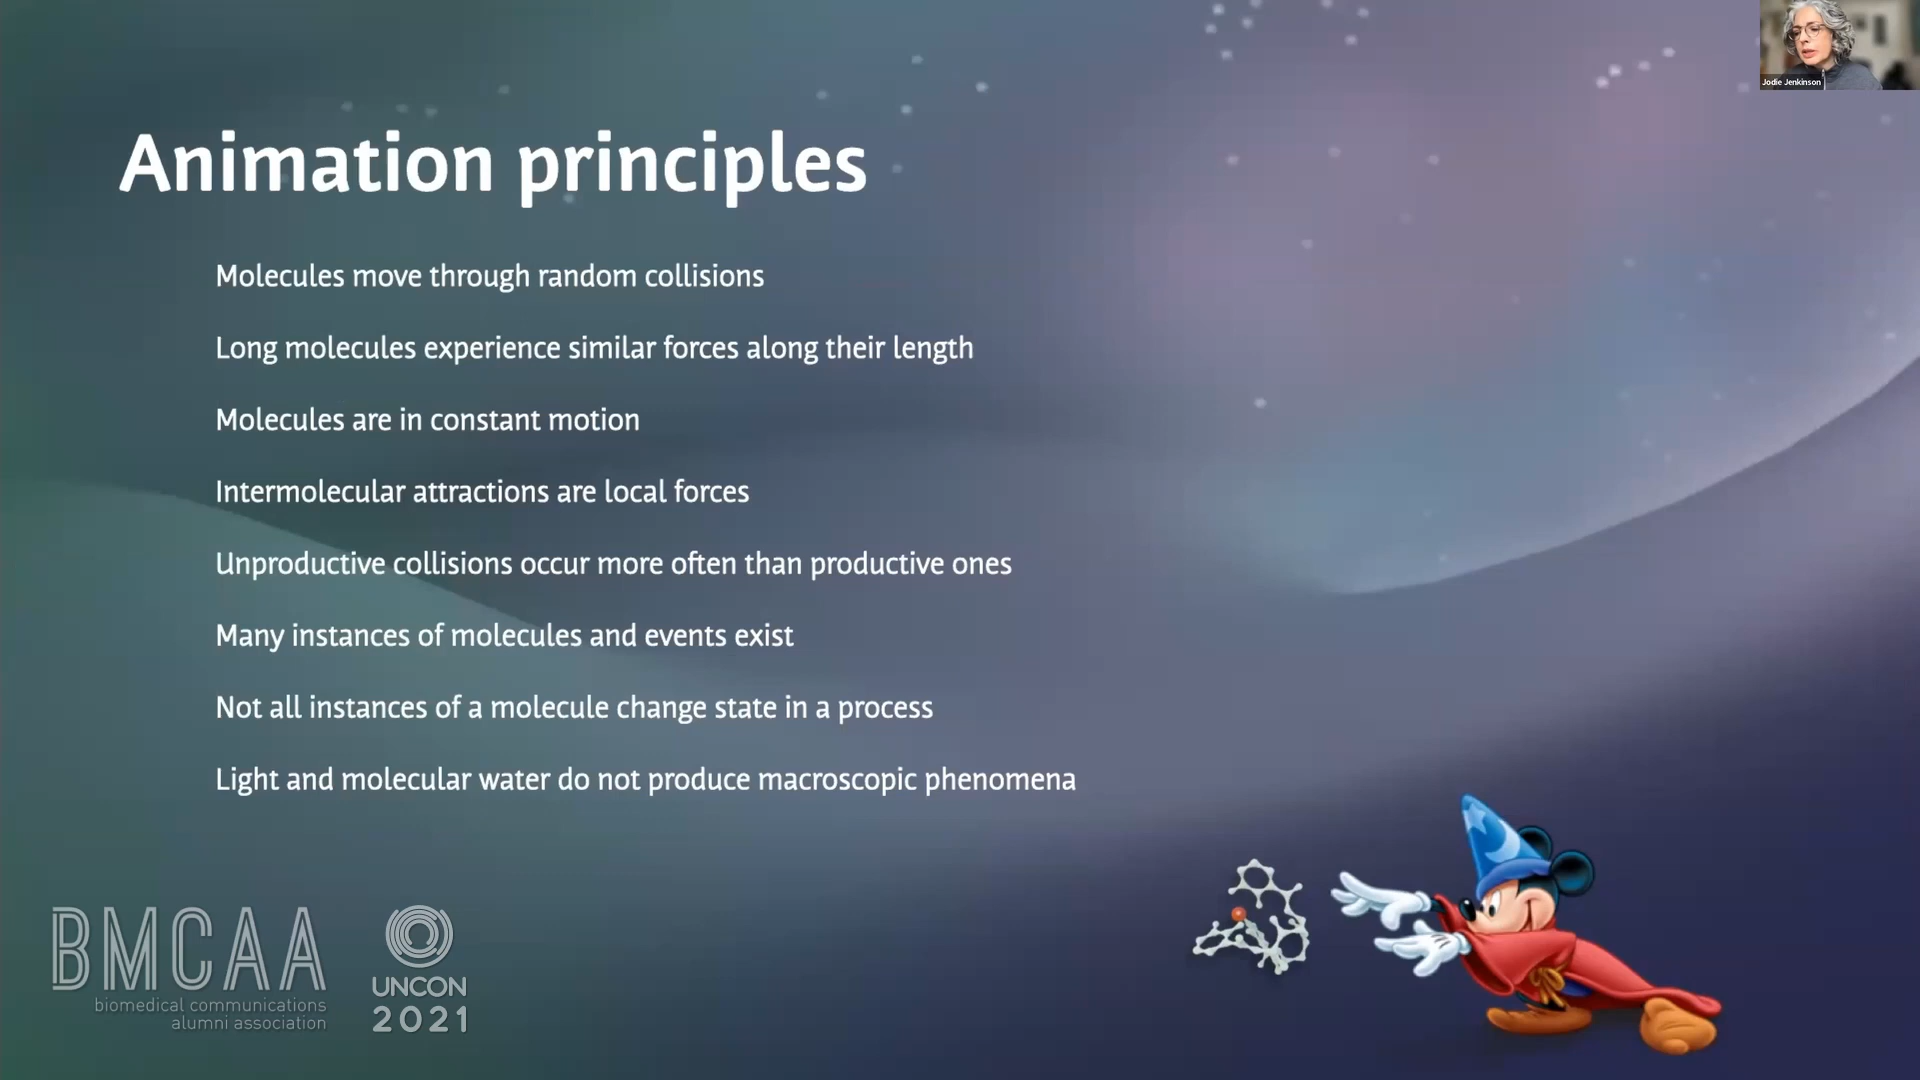 Jodie Jenkinson
Animation principles
Molecules move through random collisions
Long molecules experience similar forces along their length
Molecules are in constant motion
Intermolecular attractions are local forces
Unproductive collisions occur more often than productive ones
Many instances of molecules and events exist
Not all instances of a molecule change state in a process
Light and molecular water do not produce macroscopic phenomena
BMCAA
biomedical communications
alumni association
UNCON
2021